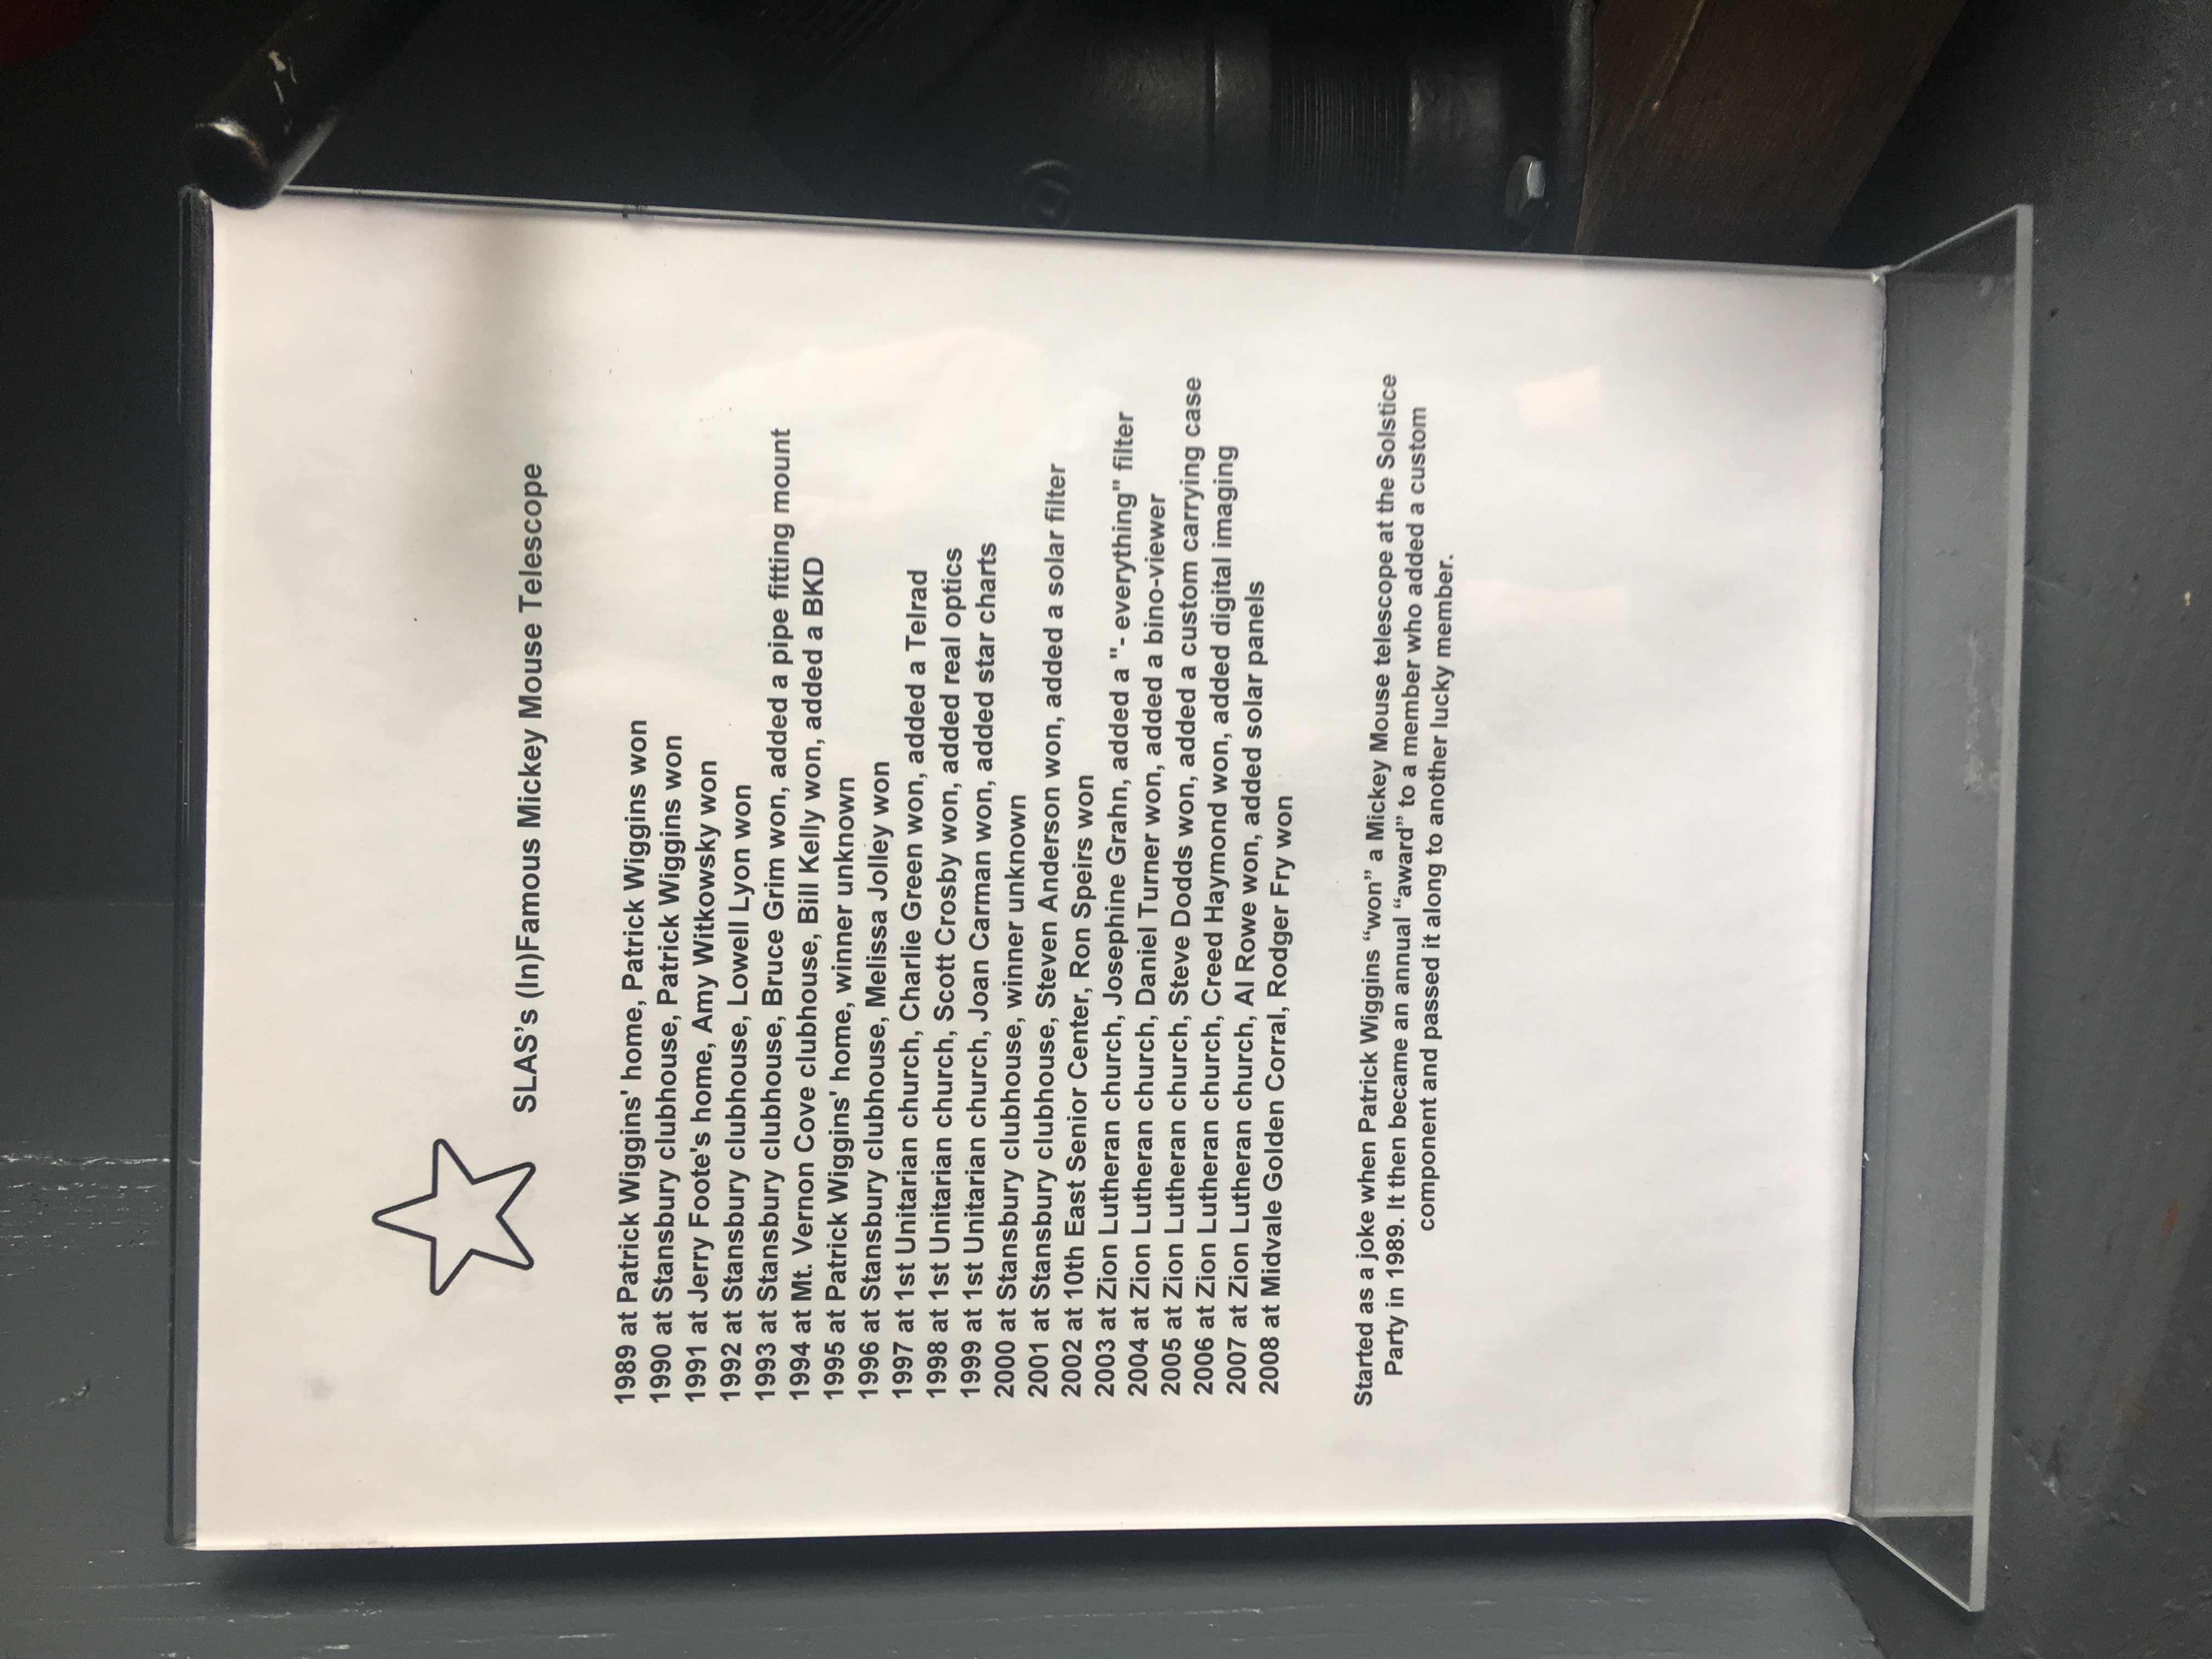 SLAS's (In)Famous Mickey Mouse Telescope
1989 at Patrick Wiggins' home, Patrick Wiggins won
1990 at Stansbury clubhouse, Patrick Wiggins won
1991 at Jerry Foote's home, Amy Witkowsky won
1992 at Stansbury clubhouse, Lowell Lyon won
1993 at Stansbury clubhouse, Bruce Grim won, added a pipe fitting mount
1994 at Mt. Vernon Cove clubhouse, Bill Kelly won, added a BKD
1995 at Patrick Wiggins' home, winner unknown
1996 at Stansbury clubhouse, Melissa Jolley won
1997 at 1st Unitarian church, Charlie Green won, added a Telrad
1998 at 1st Unitarian church, Scott Crosby won, added real optics
1999 at 1st Unitarian church, Joan Carman won, added star charts
2000 at Stansbury clubhouse, winner unknown
2001 at Stansbury clubhouse, Steven Anderson won, added a solar filter
2002 at 10th East Senior Center, Ron Speirs won
2003 at Zion Lutheran church, Josephine Grahn, added a "- everything" filter
2004 at Zion Lutheran church, Daniel Turner won, added a bino-viewer
2005 at Zion Lutheran church, Steve Dodds won, added a custom carrying case
2006 at Zion Lutheran church, Creed Haymond won, added digital imaging
2007 at Zion Lutheran church, Al Rowe won, added solar panels
2008 at Midvale Golden Corral, Rodger Fry won
Started as a joke when Patrick Wiggins “won” a Mickey Mouse telescope at the Solstice
Party in 1989. It then became an annual “award” to a member who added a custom
component and passed it along to another lucky member.